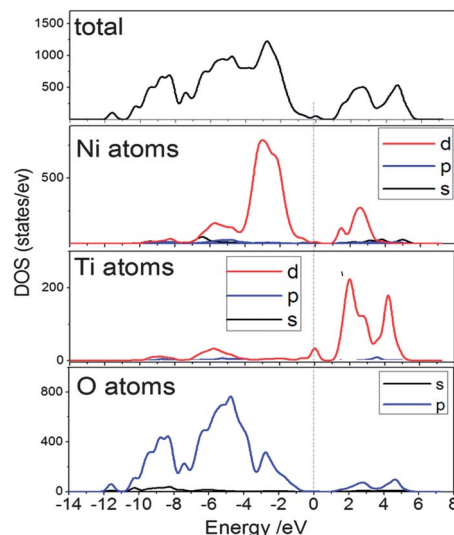 total
1500
1000
500
0
Ni atoms
d
p
s
500
Ti atoms
d
p
s
200
0
O atoms
s
p
800
400
0
DOS (states/ev)
-14 -12 -10 -8 -6 -4 -2 0 2 4 6 8
Energy /eV